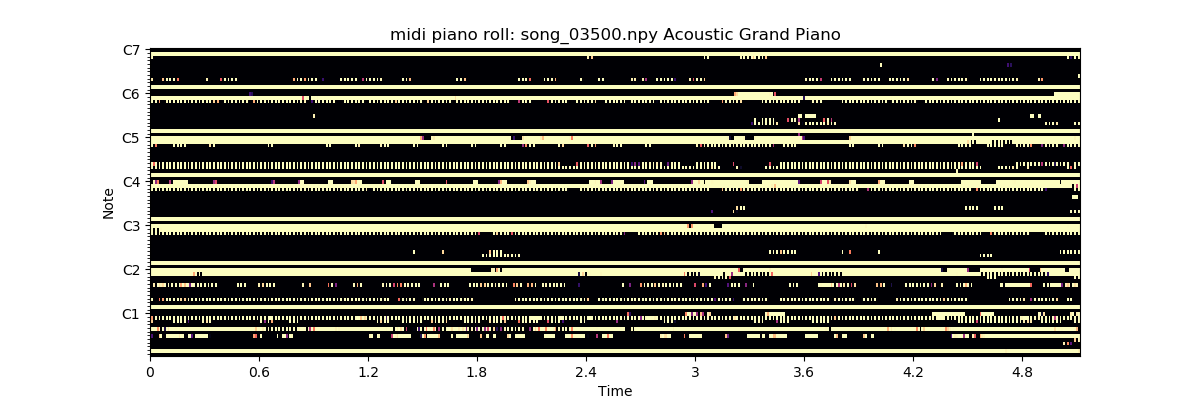 midi piano roll: song_03500.npy Acoustic Grand Piano
C7
C6
C5
C4
C3
C2
C1
Note
0 0.6 1.2 1.8 2.4 3 3.6 4.2 4.8
Time